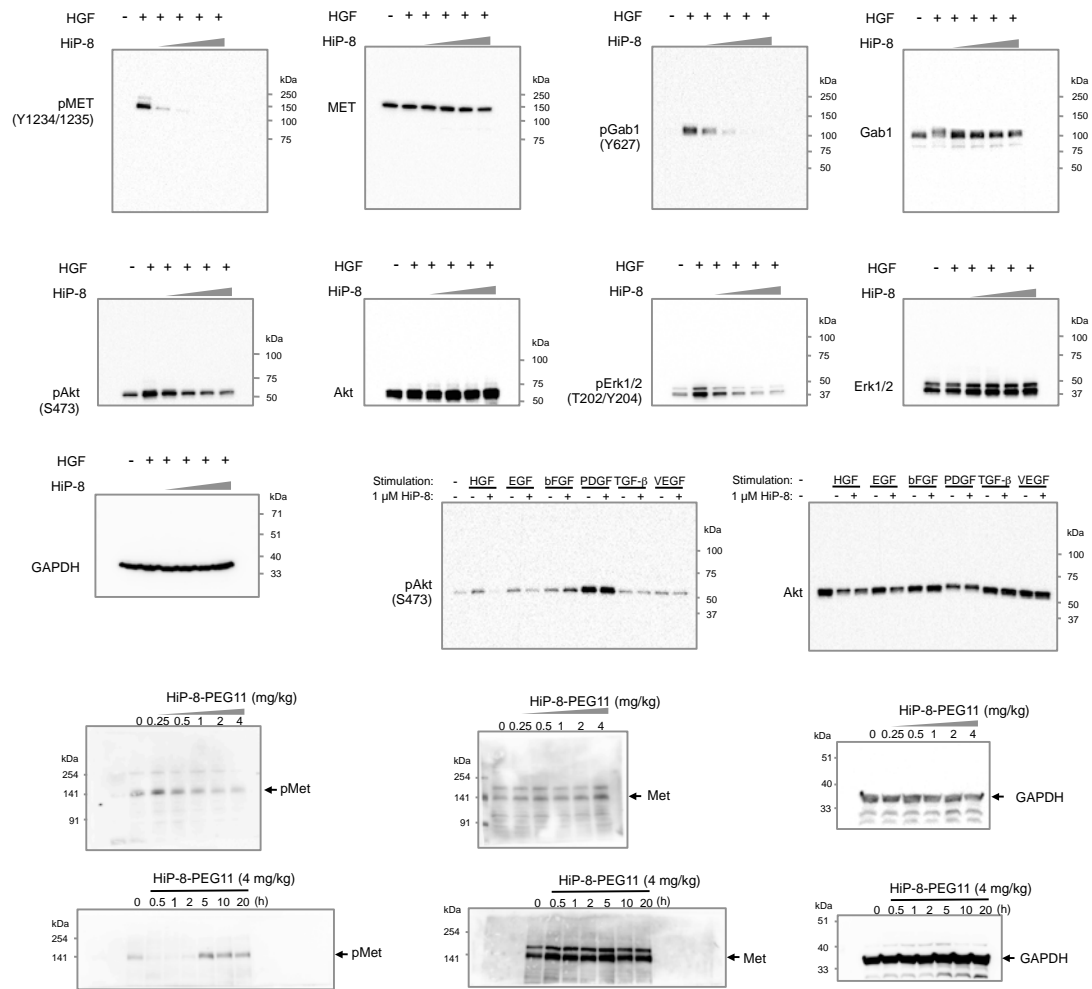 HGF - + + + + +
HiP-8
kDa
250
150
100
75
pMET
(Y1234/1235)
HGF - + + + + +
HiP-8
kDa
250
150
100
75
MET
HGF - + + + + +
HiP-8
kDa
250
150
100
75
50
pGab1
(Y627)
HGF - + + + + +
HiP-8
kDa
250
150
100
75
50
Gab1
HGF - + + + + +
HiP-8
kDa
100
75
50
pAkt
(S473)
HGF - + + + + +
HiP-8
kDa
100
75
50
Akt
HGF - + + + + +
HiP-8
kDa
100
75
50
37
pErk1/2
(T202/Y204)
HGF - + + + + +
HiP-8
kDa
100
75
50
37
Erk1/2
HGF - + + + + +
HiP-8
kDa
71
51
40
33
GAPDH
Stimulation: - HGF EGF bFGF PDGF TGF-β VEGF
1 µM HiP-8: - - + - + - + - + - + - +
kDa
100
75
50
37
pAkt
(S473)
Stimulation: - HGF EGF bFGF PDGF TGF-β VEGF
1 µM HiP-8: - - + - + - + - + - + - +
kDa
100
75
50
37
Akt
HiP-8-PEG11 (mg/kg)
0 0.25 0.5 1 2 4
kDa
254
141
91
pMet
HiP-8-PEG11 (mg/kg)
0 0.25 0.5 1 2 4
kDa
254
141
91
Met
HiP-8-PEG11 (mg/kg)
0 0.25 0.5 1 2 4
kDa
51
40
33
GAPDH
HiP-8-PEG11 (4 mg/kg)
0 0.5 1 2 5 10 20 (h)
kDa
254
141
pMet
HiP-8-PEG11 (4 mg/kg)
0 0.5 1 2 5 10 20 (h)
kDa
254
141
Met
HiP-8-PEG11 (4 mg/kg)
0 0.5 1 2 5 10 20 (h)
kDa
51
40
33
GAPDH